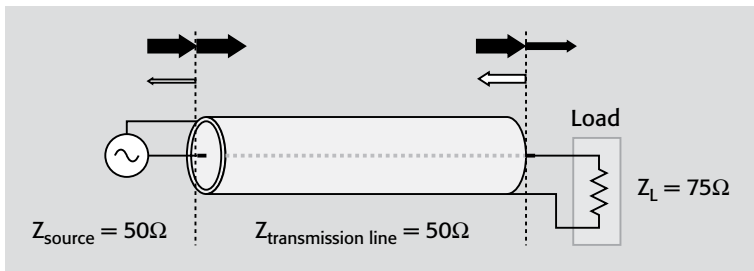 Load
Z_L = 75Ω
Z_source = 50Ω
Z_transmission line = 50Ω